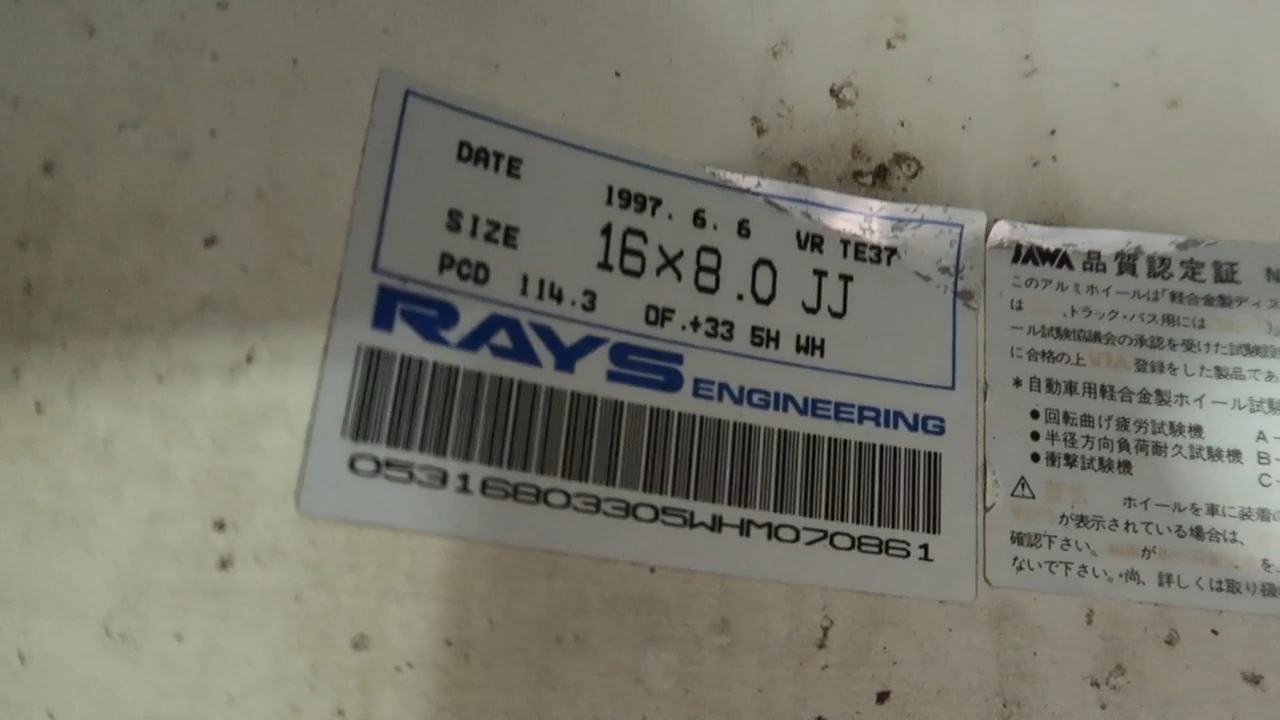 DATE 1997. 6. 6 VR TE37
SIZE 16×8.0 JJ
PCD 114.3 OF.+33 5H WH
RAYS ENGINEERING
05316803305WHM070861
JAWA 品質認定証
このアルミホイールは「軽合金製ディス
は 、トラック・バス用には
ール試験協議会の承認を受けた試験設
に合格の上 VIA 登録をした製品であ
*自動車用軽合金製ホイール試験
●回転曲げ疲労試験機 A-
●半径方向負荷耐久試験機 B-
●衝撃試験機 C-
⚠ ホイールを車に装着の
が表示されている場合は、
確認下さい。 が を、
ないで下さい。・尚、詳しくは取り扱